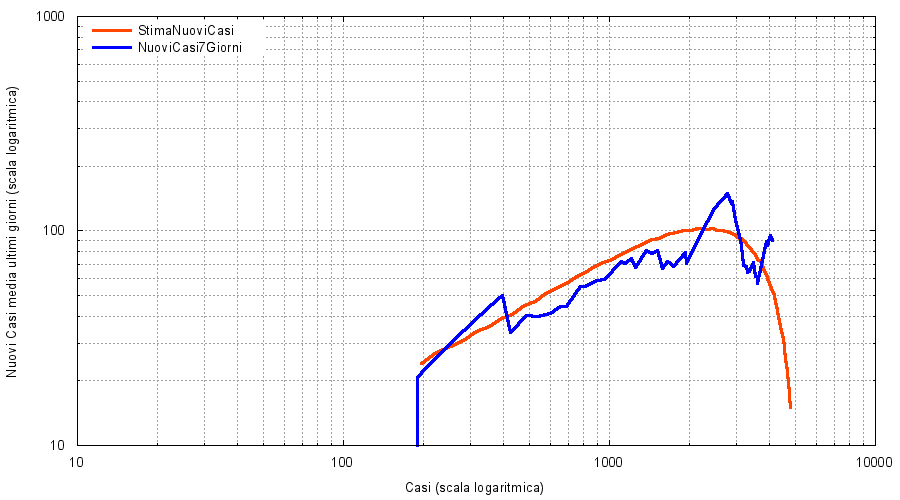 1000
StimaNuoviCasi
NuoviCasi7Giorni
Nuovi Casi media ultimi giorni (scala logaritmica)
100
10
10
100
1000
10000
Casi (scala logaritmica)